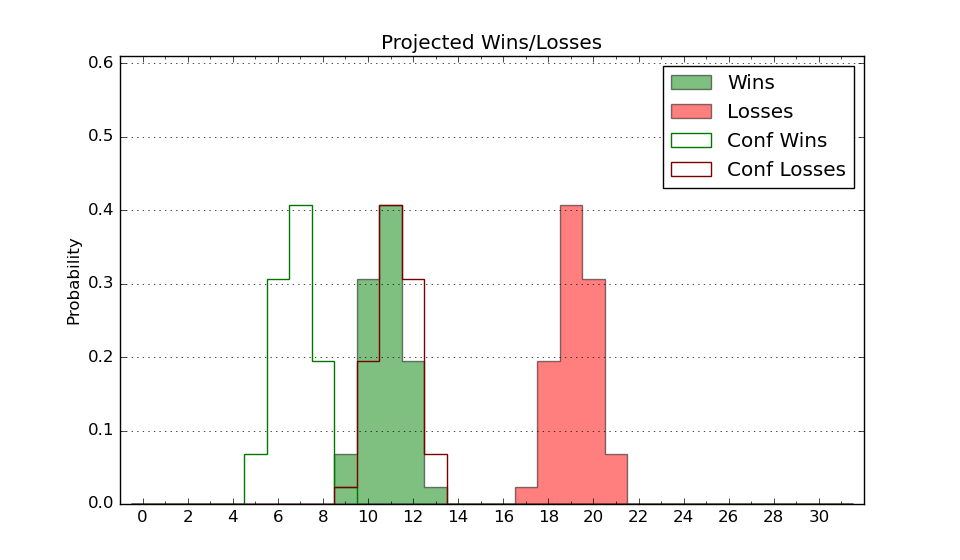 Projected Wins/Losses
0.6
0.5
0.4
0.3
0.2
0.1
0.0
Probability
Wins
Losses
Conf Wins
Conf Losses
0 2 4 6 8 10 12 14 16 18 20 22 24 26 28 30